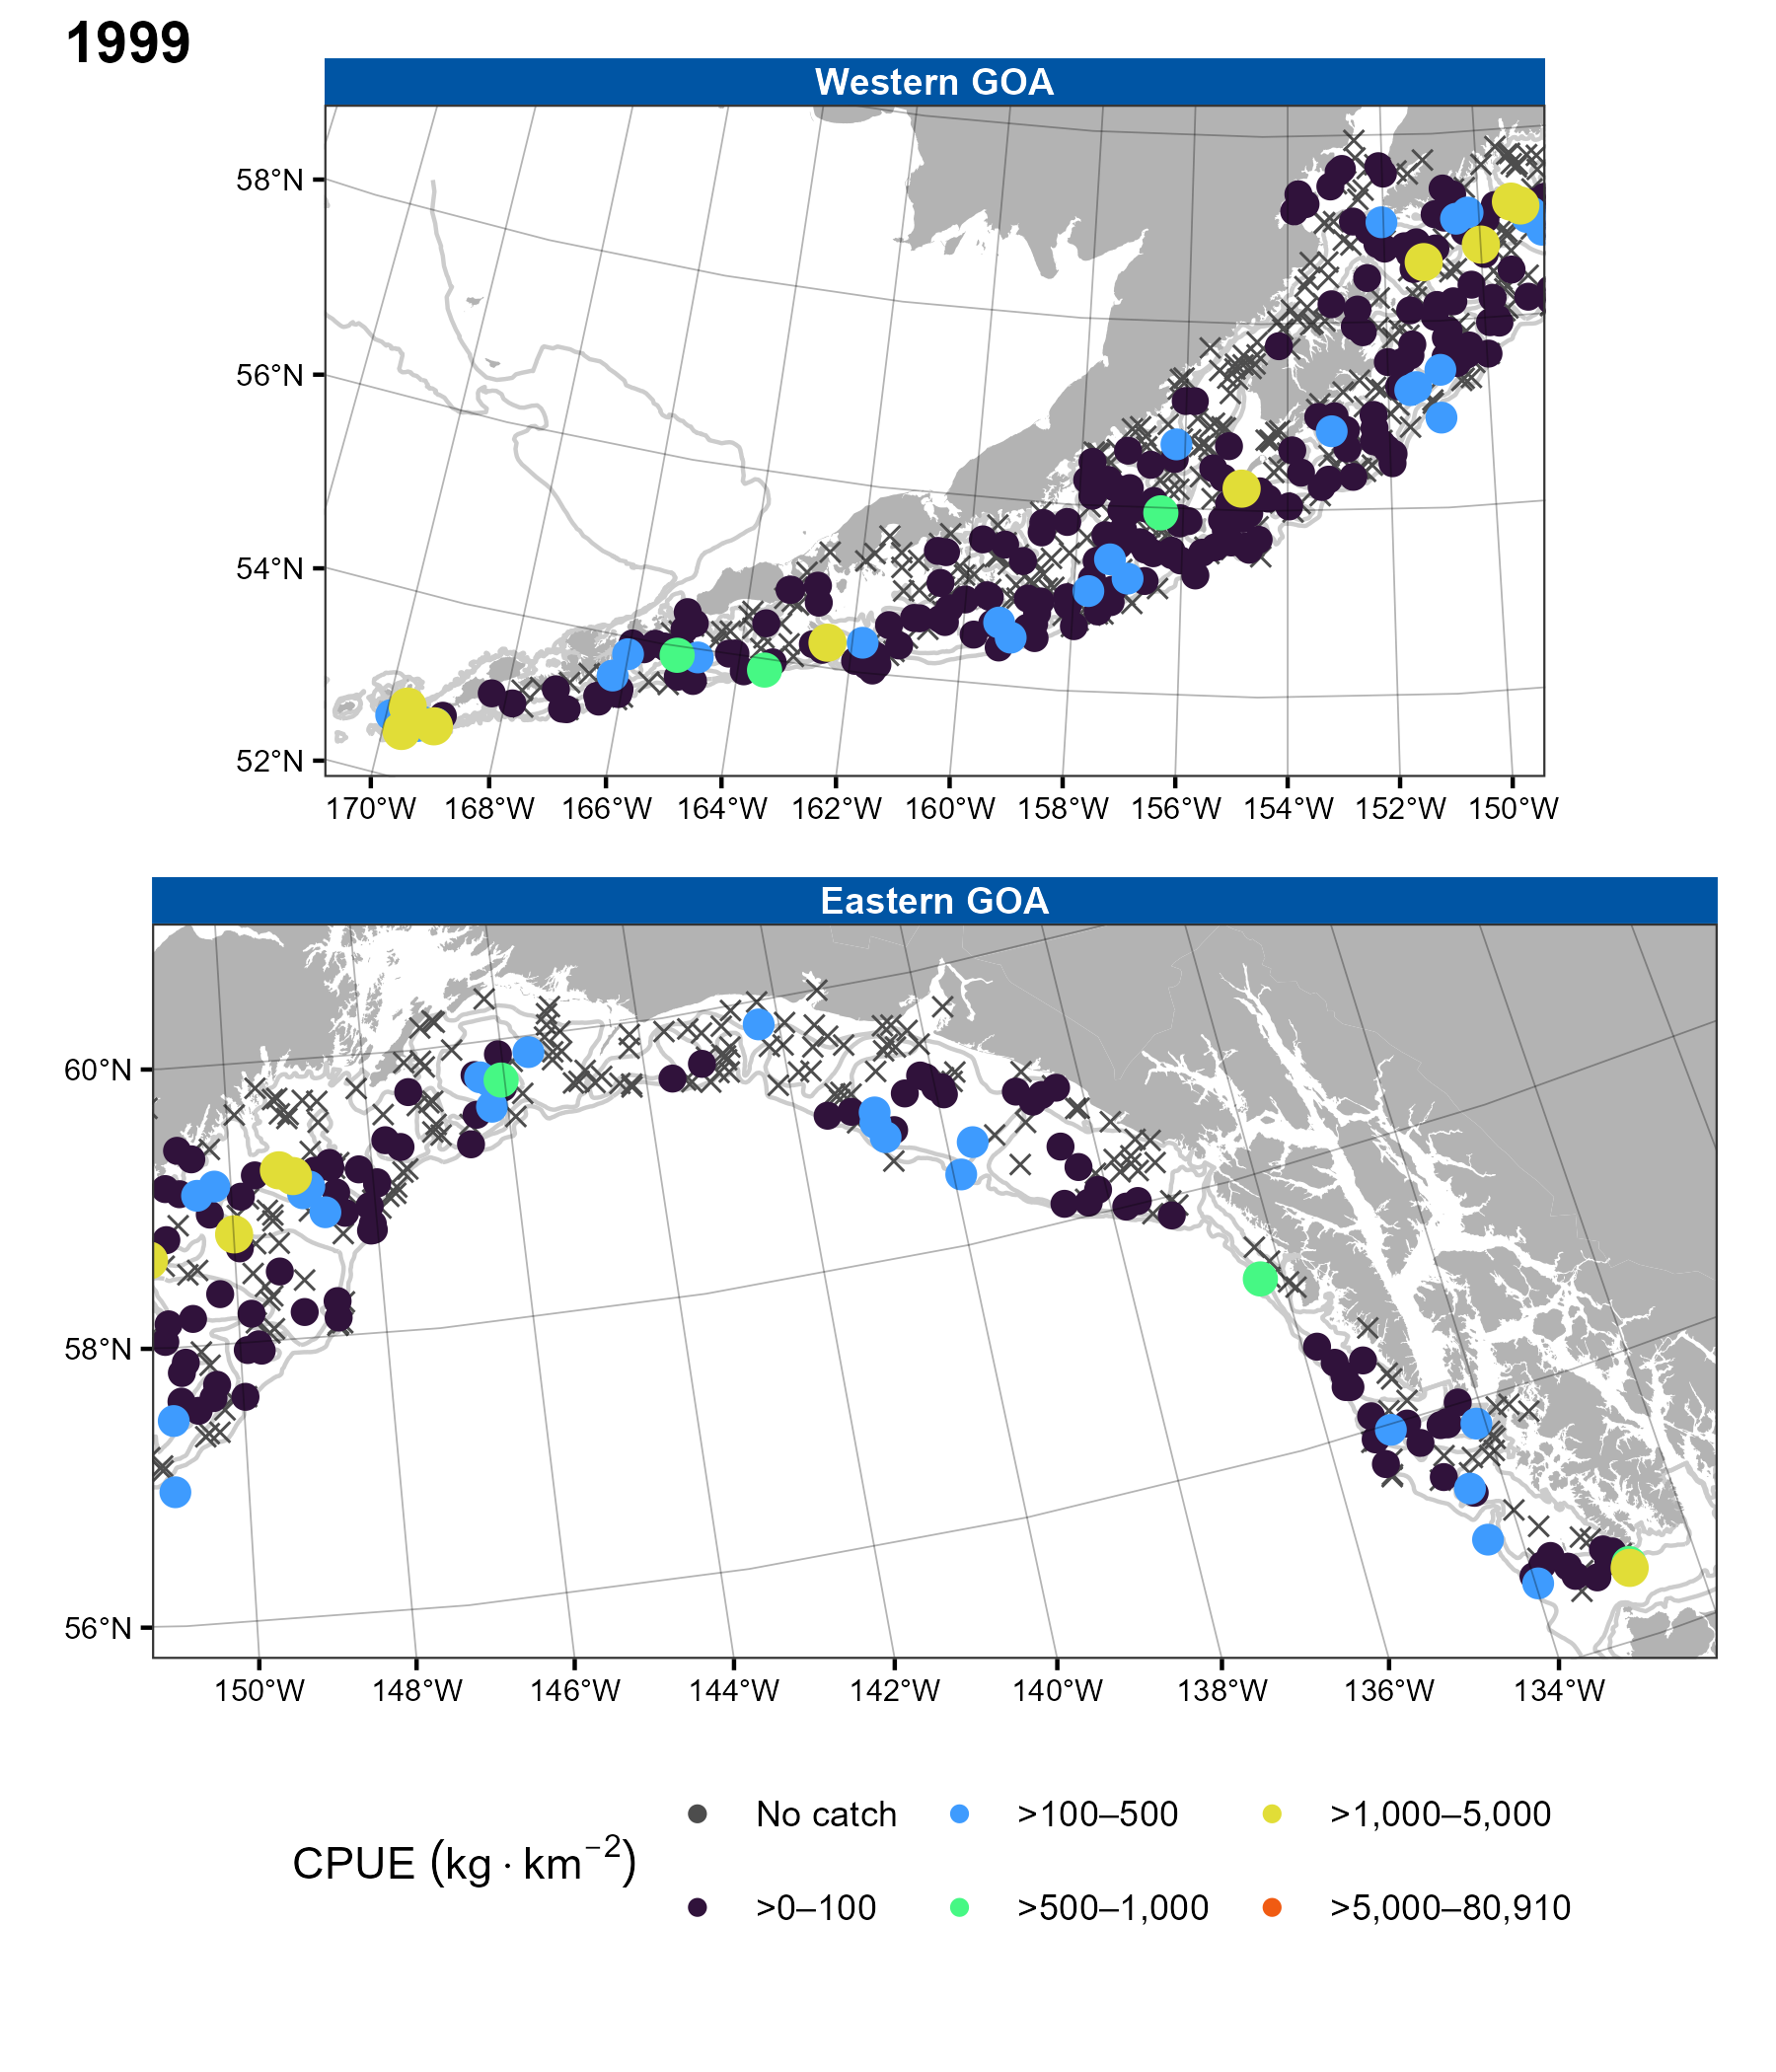 1999
Western GOA
58°N
56°N
54°N
52°N
170°W 168°W 166°W 164°W 162°W 160°W 158°W 156°W 154°W 152°W 150°W
Eastern GOA
60°N
58°N
56°N
150°W 148°W 146°W 144°W 142°W 140°W 138°W 136°W 134°W
CPUE (kg · km⁻²)
No catch >100–500 >1,000–5,000
>0–100 >500–1,000 >5,000–80,910